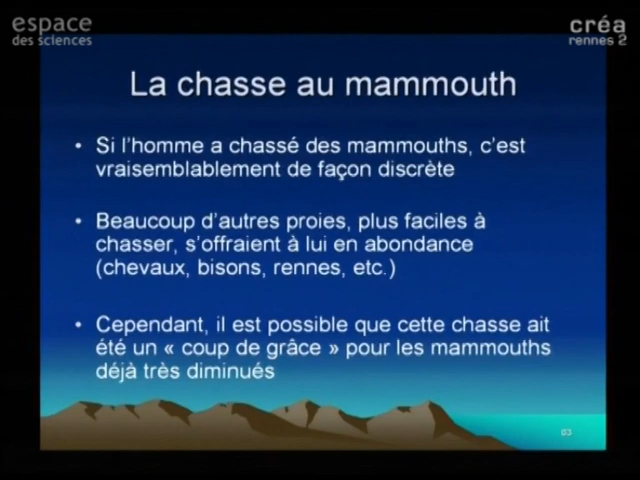 espace
des sciences
créa
rennes 2
La chasse au mammouth
• Si l'homme a chassé des mammouths, c'est
vraisemblablement de façon discrète
• Beaucoup d'autres proies, plus faciles à
chasser, s'offraient à lui en abondance
(chevaux, bisons, rennes, etc.)
• Cependant, il est possible que cette chasse ait
été un « coup de grâce » pour les mammouths
déjà très diminués